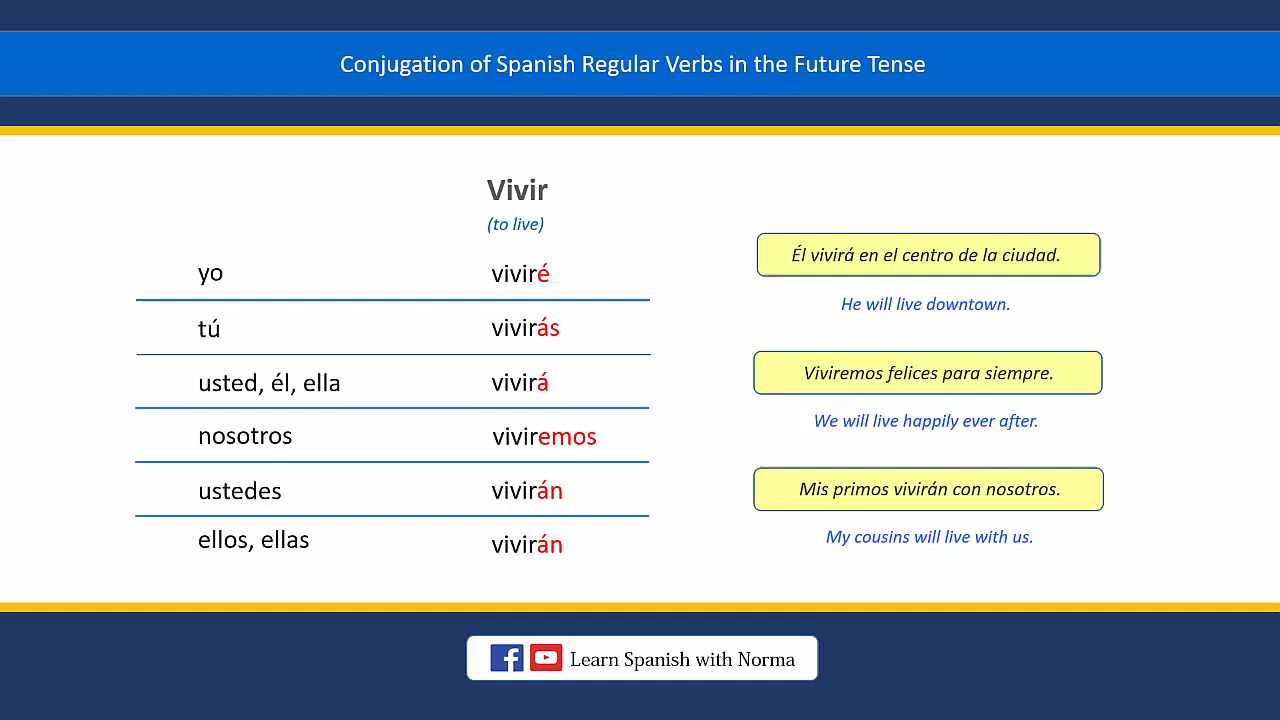 Conjugation of Spanish Regular Verbs in the Future Tense
Vivir
(to live)
yo viviré
tú vivirás
usted, él, ella vivirá
nosotros viviremos
ustedes vivirán
ellos, ellas vivirán
Él vivirá en el centro de la ciudad.
He will live downtown.
Viviremos felices para siempre.
We will live happily ever after.
Mis primos vivirán con nosotros.
My cousins will live with us.
Learn Spanish with Norma